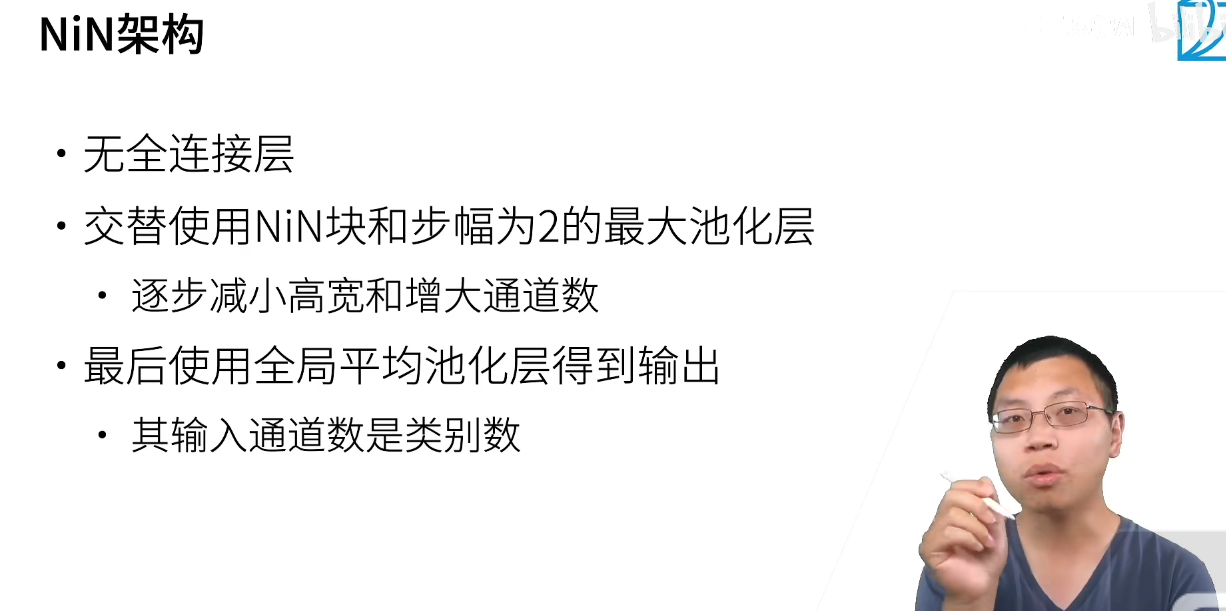 NiN架构
• 无全连接层
• 交替使用NiN块和步幅为2的最大池化层
• 逐步减小高宽和增大通道数
• 最后使用全局平均池化层得到输出
• 其输入通道数是类别数